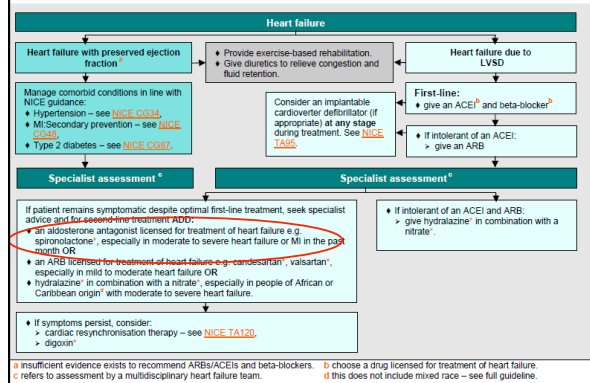 Heart failure
Heart failure with preserved ejection
fraction a
♦ Provide exercise-based rehabilitation.
♦ Give diuretics to relieve congestion and
fluid retention.
Heart failure due to
LVSD
Manage comorbid conditions in line with
NICE guidance:
♦ Hypertension – see NICE CG34,
♦ MI:Secondary prevention – see NICE
CG48,
♦ Type 2 diabetes – see NICE CG87.
Consider an implantable
cardioverter defibrillator (if
appropriate) at any stage
during treatment. See NICE
TA95.
First-line:
♦ give an ACEI b and beta-blocker b
♦ If intolerant of an ACEI:
➢ give an ARB
Specialist assessment c
Specialist assessment c
If patient remains symptomatic despite optimal first-line treatment, seek specialist
advice and for second-line treatment ADD:
♦ an aldosterone antagonist licensed for treatment of heart failure e.g.
spironolactone*, especially in moderate to severe heart failure or MI in the past
month OR
♦ an ARB licensed for treatment of heart failure e.g. candesartan*, valsartan*,
especially in mild to moderate heart failure OR
♦ hydralazine* in combination with a nitrate*, especially in people of African or
Caribbean origin d with moderate to severe heart failure.
♦ If intolerant of an ACEI and ARB:
➢ give hydralazine* in combination with a
nitrate*.
♦ If symptoms persist, consider:
➢ cardiac resynchronisation therapy – see NICE TA120,
➢ digoxin*
a insufficient evidence exists to recommend ARBs/ACEIs and beta-blockers. b choose a drug licensed for treatment of heart failure.
c refers to assessment by a multidisciplinary heart failure team. d this does not include mixed race – see full guideline.